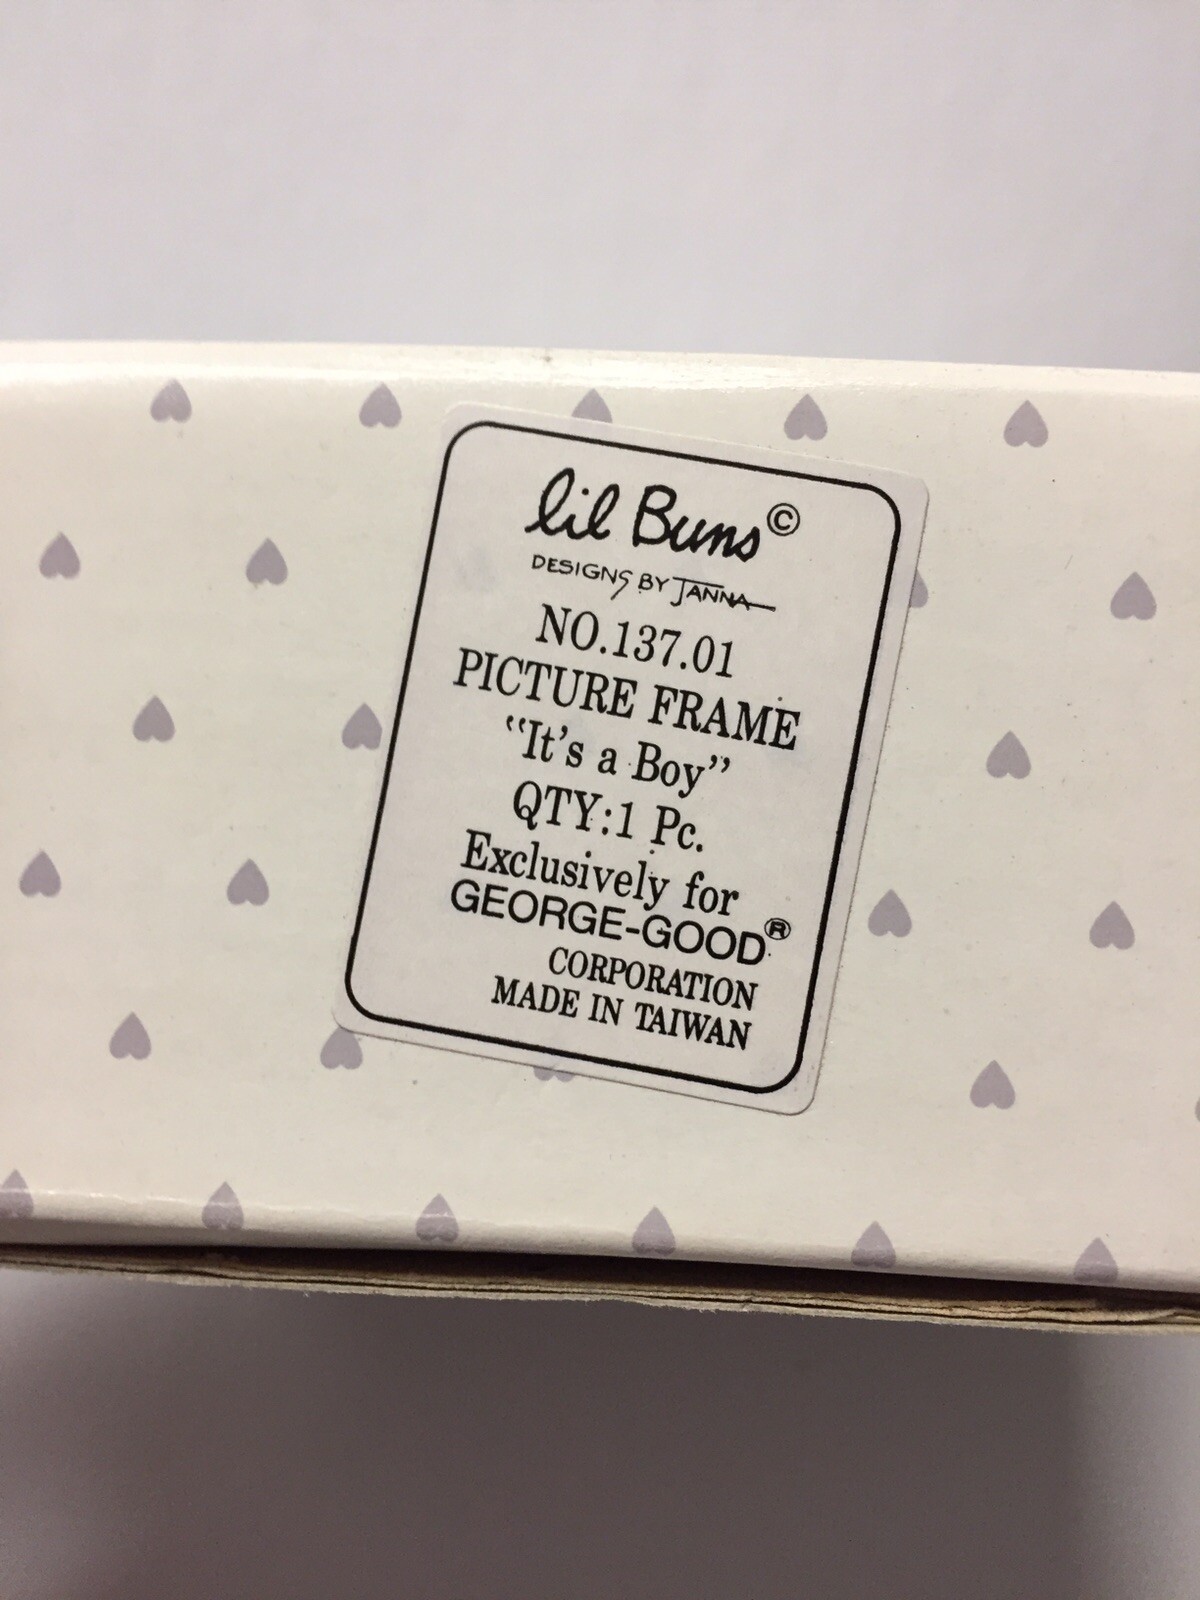 lil Buns©
DESIGNS BY JANNA
NO.137.01
PICTURE FRAME
“It's a Boy”
QTY:1 Pc.
Exclusively for
GEORGE-GOOD®
CORPORATION
MADE IN TAIWAN